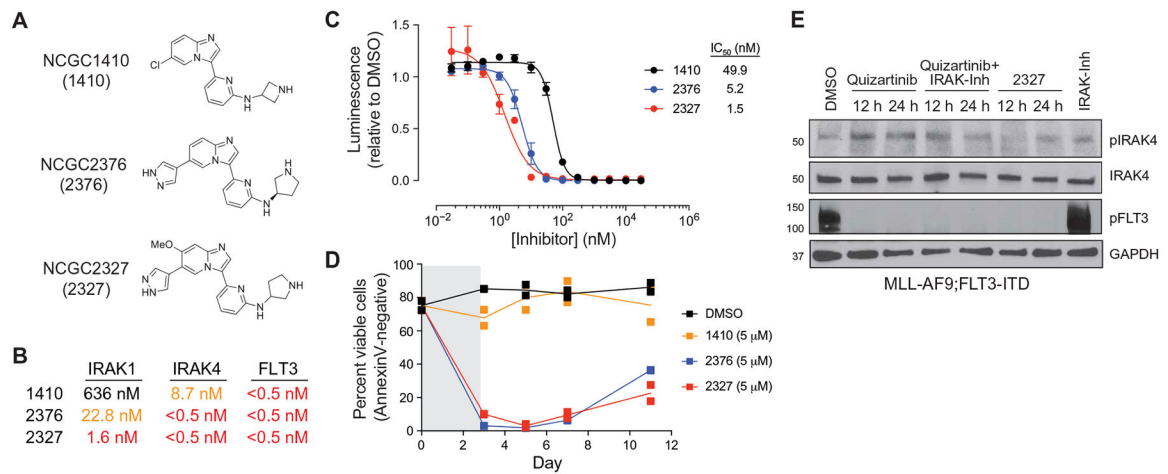 A
NCGC1410
(1410)
Cl
N
N
N
N
H
NH
NCGC2376
(2376)
N
HN
N
N
N
N
H
H
N
NCGC2327
(2327)
MeO
N
HN
N
N
N
N
H
H
N
B
IRAK1 IRAK4 FLT3
1410 636 nM 8.7 nM <0.5 nM
2376 22.8 nM <0.5 nM <0.5 nM
2327 1.6 nM <0.5 nM <0.5 nM
C
Luminescence
(relative to DMSO)
1.5
1.0
0.5
0.0
10⁻² 10⁰ 10² 10⁴
[Inhibitor] (nM)
IC₅₀ (nM)
1410 49.9
2376 5.2
2327 1.5
D
Percent viable cells
(AnnexinV-negative)
100
80
60
40
20
0
0 2 4 6 8 10 12
Day
DMSO
1410 (5 µM)
2376 (5 µM)
2327 (5 µM)
E
DMSO
Quizartinib
Quizartinib+
IRAK-Inh
2327
IRAK-Inh
12 h 24 h 12 h 24 h 12 h 24 h
50 pIRAK4
50 IRAK4
150
100
pFLT3
37 GAPDH
MLL-AF9;FLT3-ITD